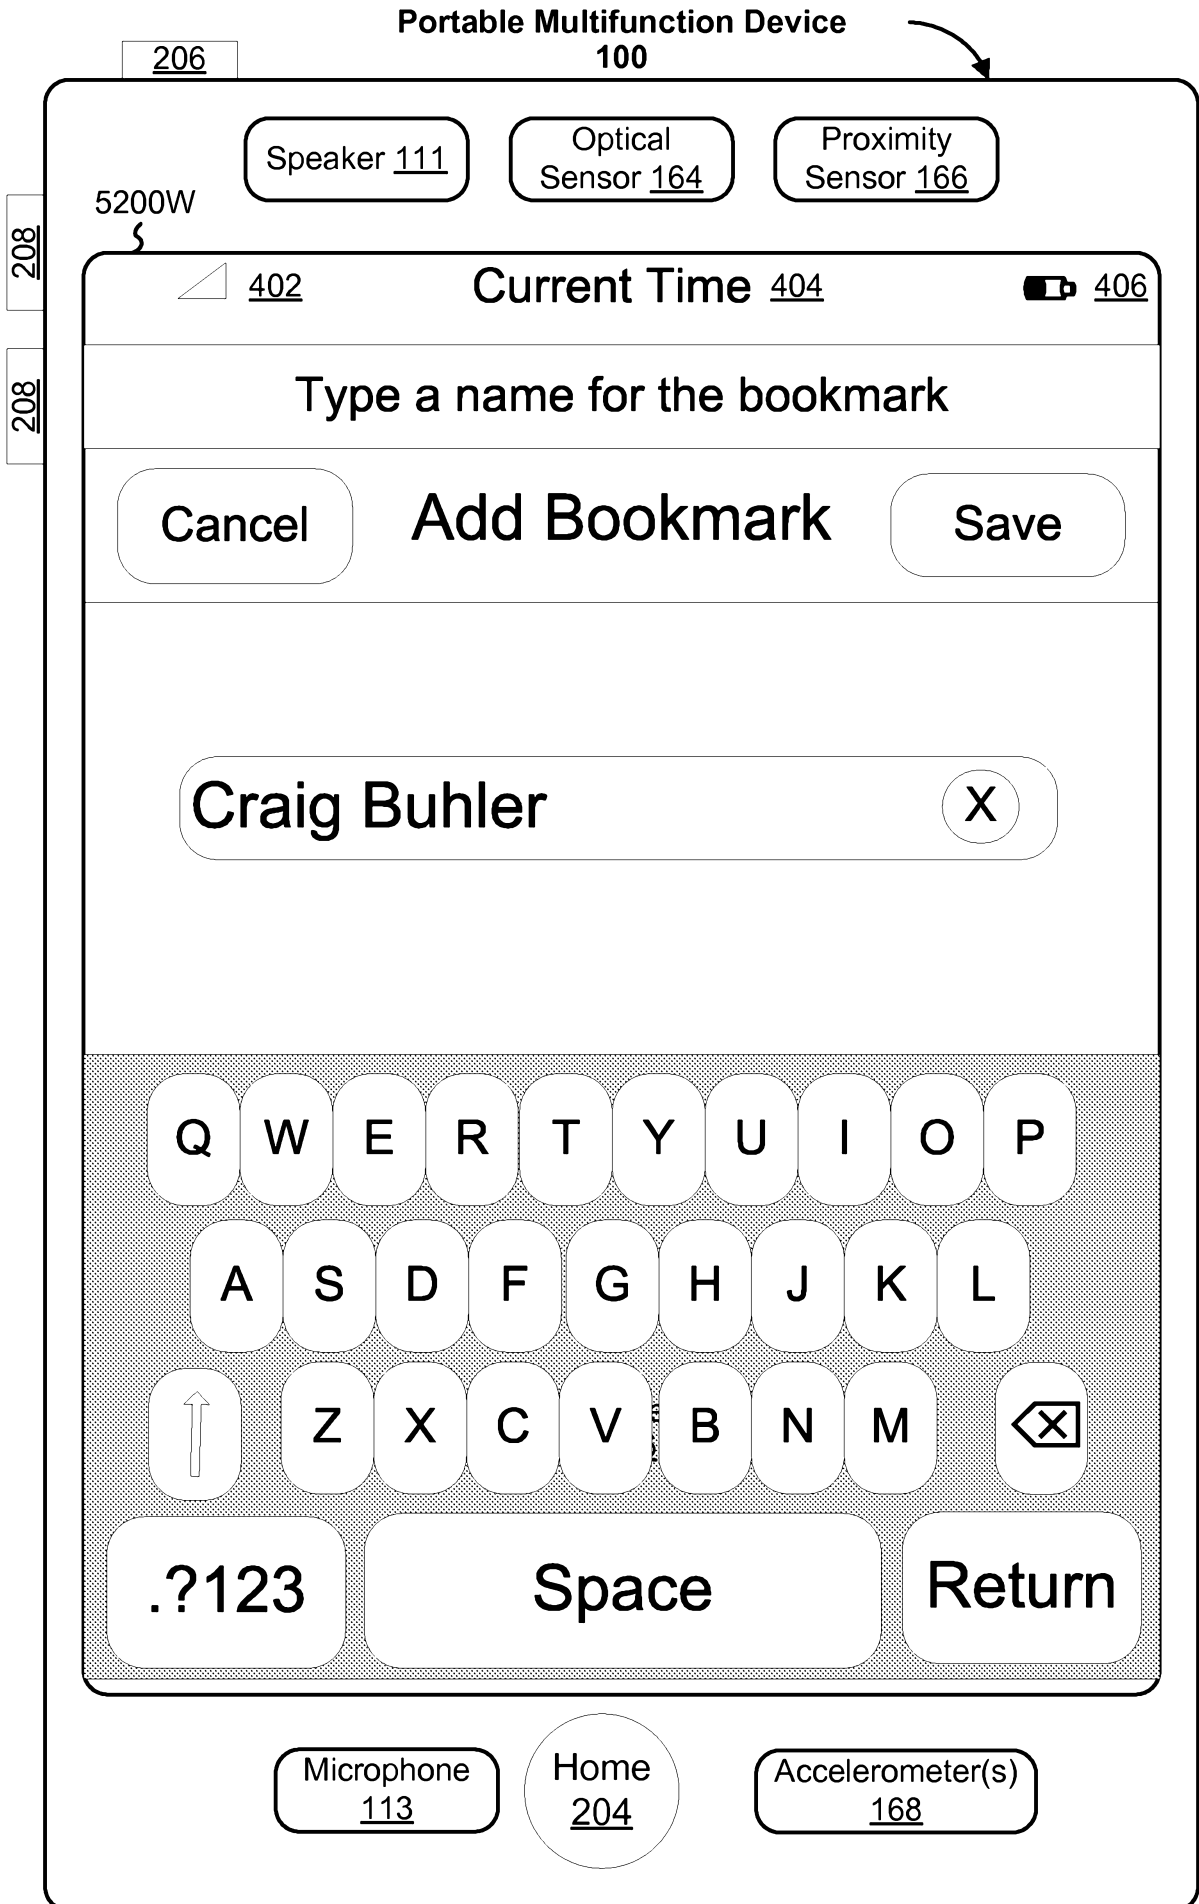 Portable Multifunction Device
100
206
Speaker 111
Optical
Sensor 164
Proximity
Sensor 166
5200W
208
208
402
Current Time 404
406
Type a name for the bookmark
Cancel
Add Bookmark
Save
Craig Buhler
X
Q W E R T Y U I O P
A S D F G H J K L
Z X C V B N M
.?123
Space
Return
Microphone
113
Home
204
Accelerometer(s)
168